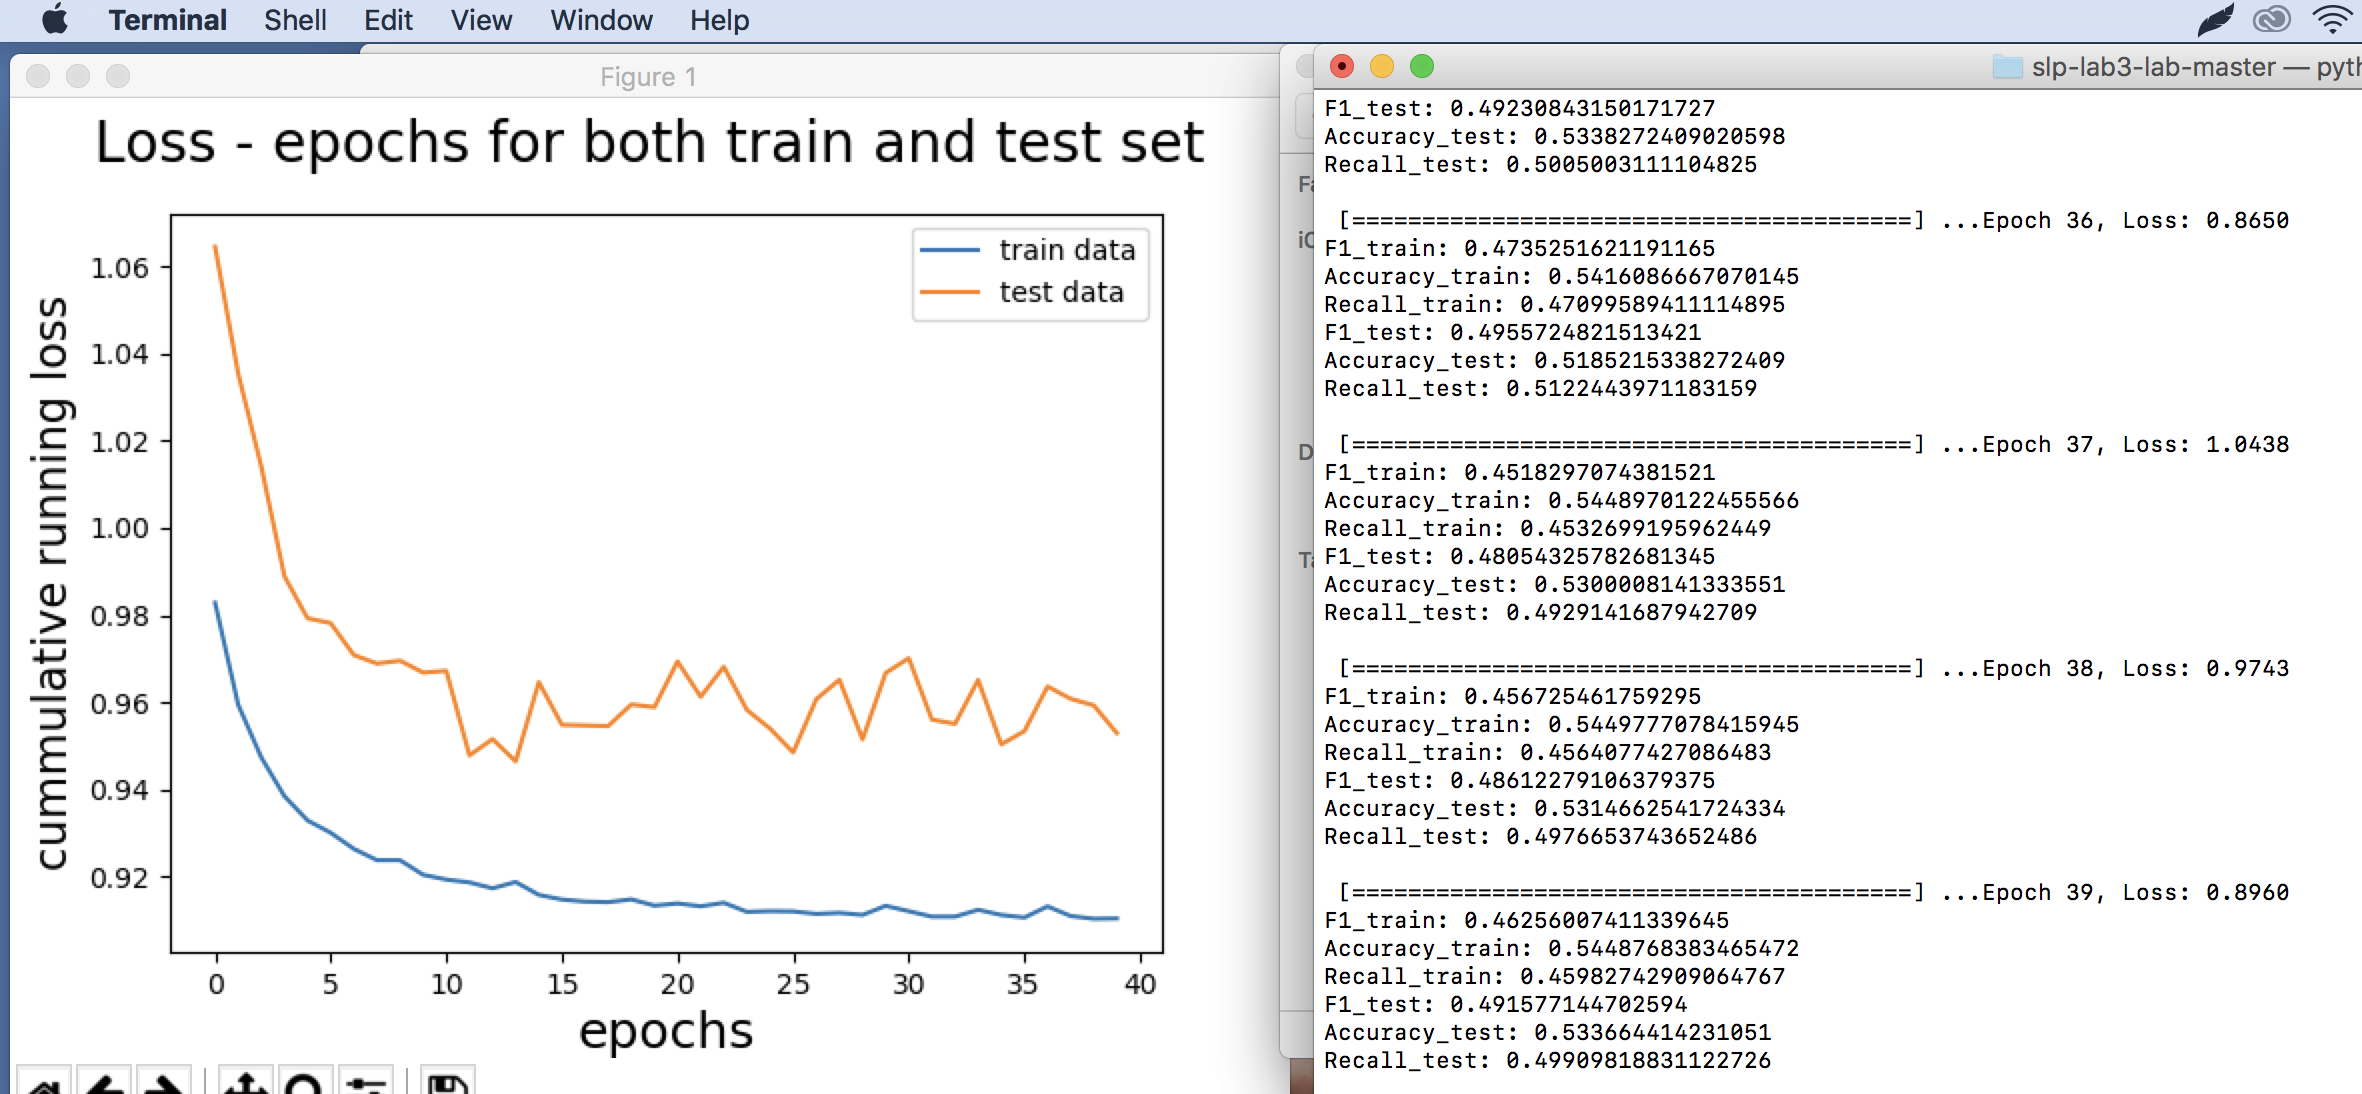 Terminal Shell Edit View Window Help
Figure 1
Loss - epochs for both train and test set
train data
test data
1.06
1.04
1.02
1.00
0.98
0.96
0.94
0.92
cummulative running loss
0 5 10 15 20 25 30 35 40
epochs
slp-lab3-lab-master — pyth
F1_test: 0.49230843150171727
Accuracy_test: 0.5338272409020598
Recall_test: 0.5005003111104825
[========================================] ...Epoch 36, Loss: 0.8650
F1_train: 0.4735251621191165
Accuracy_train: 0.5416086667070145
Recall_train: 0.47099589411114895
F1_test: 0.4955724821513421
Accuracy_test: 0.5185215338272409
Recall_test: 0.5122443971183159
[========================================] ...Epoch 37, Loss: 1.0438
F1_train: 0.4518297074381521
Accuracy_train: 0.5448970122455566
Recall_train: 0.4532699195962449
F1_test: 0.48054325782681345
Accuracy_test: 0.5300008141333551
Recall_test: 0.4929141687942709
[========================================] ...Epoch 38, Loss: 0.9743
F1_train: 0.456725461759295
Accuracy_train: 0.5449777078415945
Recall_train: 0.4564077427086483
F1_test: 0.48612279106379375
Accuracy_test: 0.5314662541724334
Recall_test: 0.4976653743652486
[========================================] ...Epoch 39, Loss: 0.8960
F1_train: 0.46256007411339645
Accuracy_train: 0.5448768383465472
Recall_train: 0.45982742909064767
F1_test: 0.491577144702594
Accuracy_test: 0.533664414231051
Recall_test: 0.49909818831122726